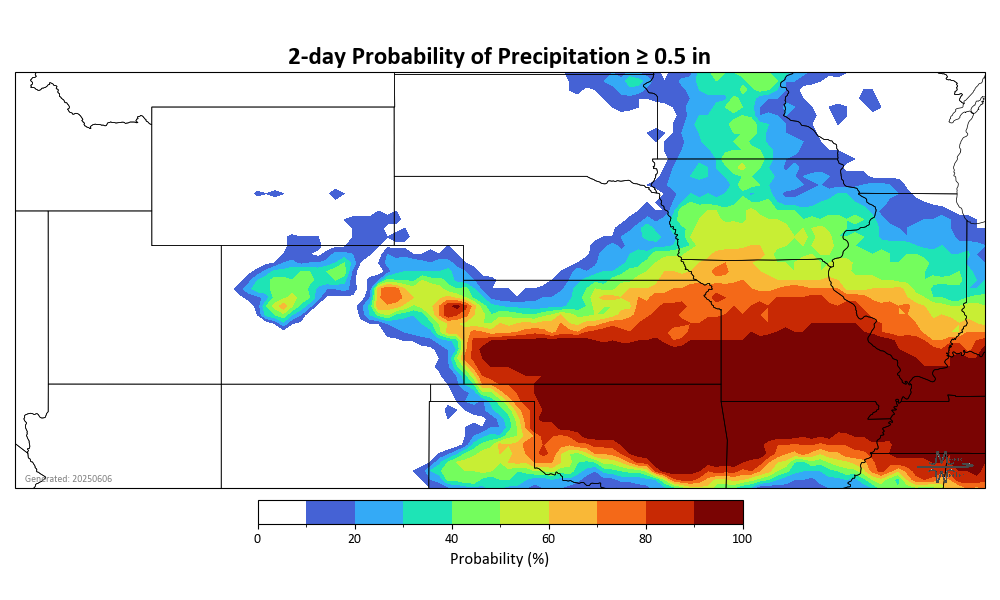 2-day Probability of Precipitation ≥ 0.5 in
Generated: 20250606
0 20 40 60 80 100
Probability (%)